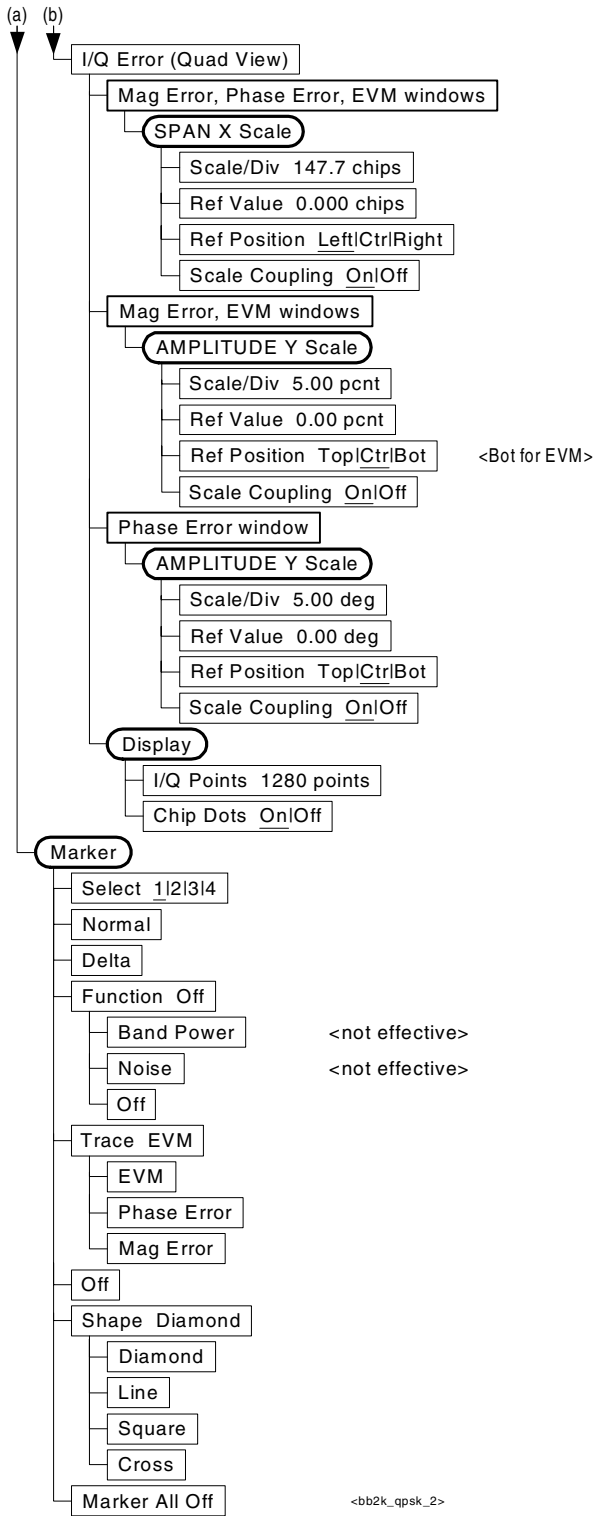 (a) (b)
I/Q Error (Quad View)
Mag Error, Phase Error, EVM windows
SPAN X Scale
Scale/Div 147.7 chips
Ref Value 0.000 chips
Ref Position Left|Ctr|Right
Scale Coupling On|Off
Mag Error, EVM windows
AMPLITUDE Y Scale
Scale/Div 5.00 pcnt
Ref Value 0.00 pcnt
Ref Position Top|Ctr|Bot <Bot for EVM>
Scale Coupling On|Off
Phase Error window
AMPLITUDE Y Scale
Scale/Div 5.00 deg
Ref Value 0.00 deg
Ref Position Top|Ctr|Bot
Scale Coupling On|Off
Display
I/Q Points 1280 points
Chip Dots On|Off
Marker
Select 1|2|3|4
Normal
Delta
Function Off
Band Power <not effective>
Noise <not effective>
Off
Trace EVM
EVM
Phase Error
Mag Error
Off
Shape Diamond
Diamond
Line
Square
Cross
Marker All Off <bb2k_qpsk_2>